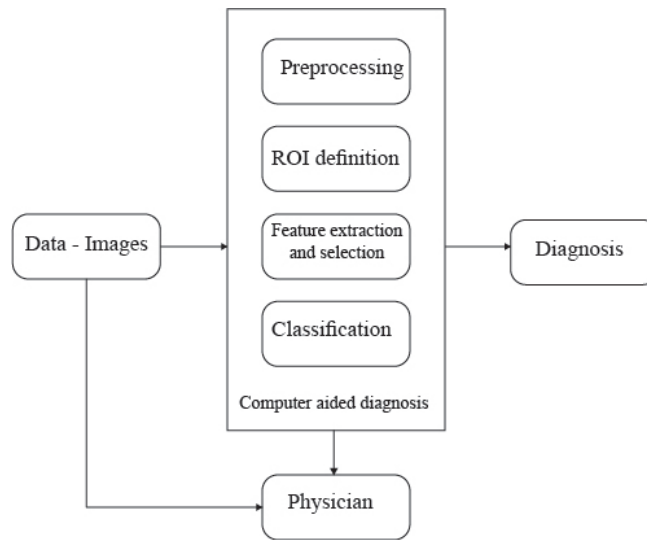 Preprocessing
ROI definition
Data - Images
Feature extraction
and selection
Diagnosis
Classification
Computer aided diagnosis
Physician